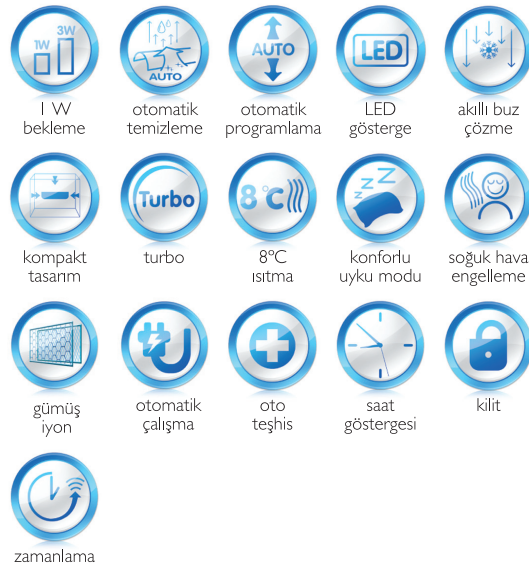 1W 3W
AUTO
AUTO
LED
1 W
bekleme
otomatik
temizleme
otomatik
programlama
LED
gösterge
akıllı buz
çözme
Turbo
8°C
ZZZ
kompakt
tasarım
turbo
8°C
ısıtma
konforlu
uyku modu
soğuk hava
engelleme
gümüş
iyon
otomatik
çalışma
oto
teşhis
saat
göstergesi
kilit
zamanlama